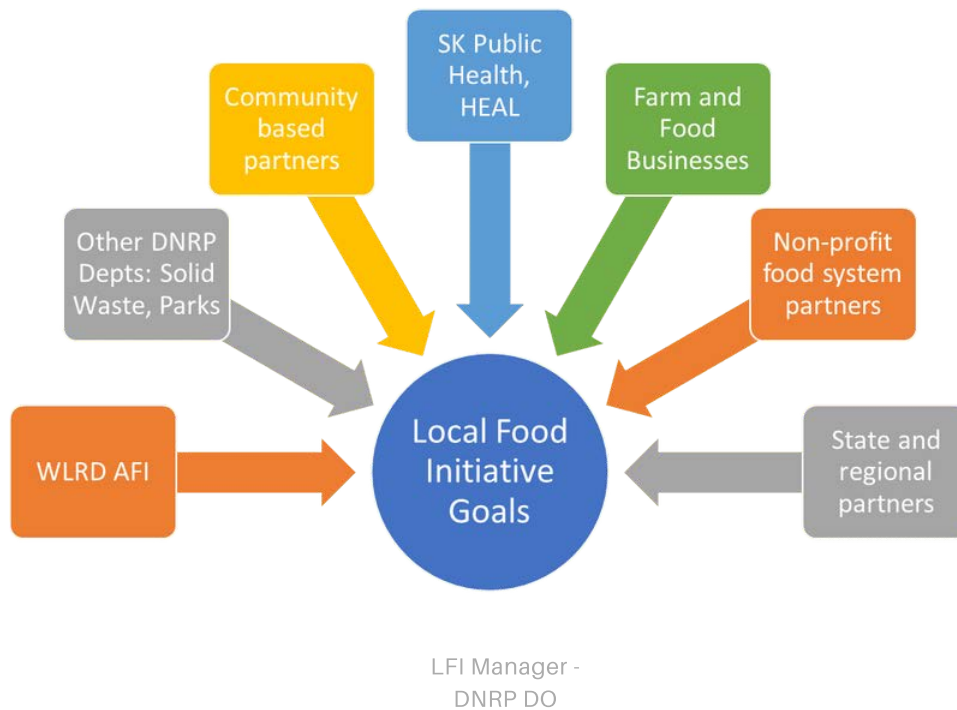 SK Public
Health,
HEAL
Community
based
partners
Farm and
Food
Businesses
Other DNRP
Depts: Solid
Waste, Parks
Non-profit
food system
partners
WLRD AFI
Local Food
Initiative
Goals
State and
regional
partners
LFI Manager -
DNRP DO